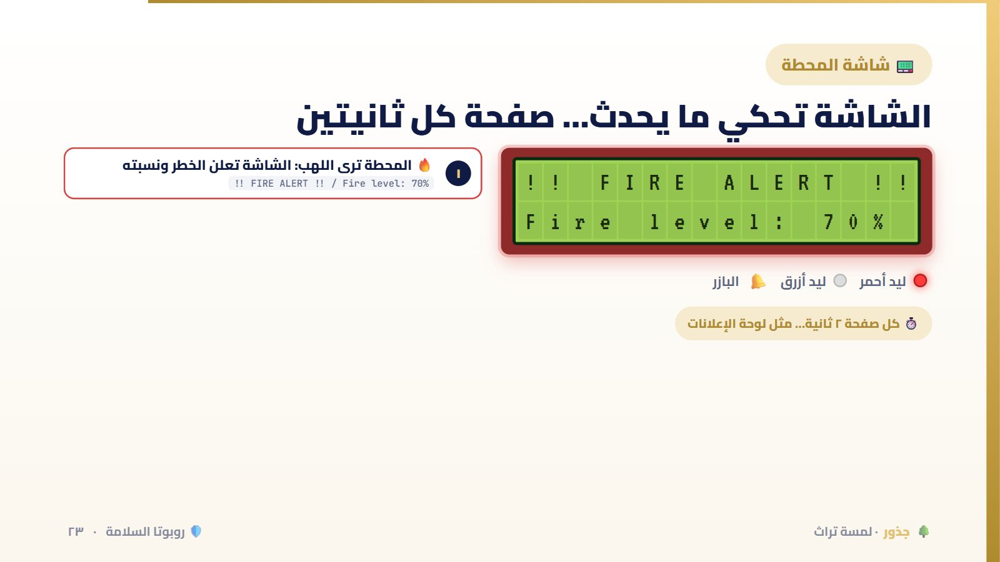 شاشة المحطة
الشاشة تحكي ما يحدث... صفحة كل ثانيتين
!! FIRE ALERT !!
Fire level: 70%
ليد أحمر
ليد أزرق
البازر
كل صفحة ٢ ثانية... مثل لوحة الإعلانات
١
المحطة ترى اللهب: الشاشة تعلن الخطر ونسبته
!! FIRE ALERT !! / Fire level: 70%
جذور · لمسة تراث
روبوتا السلامة · ٢٣